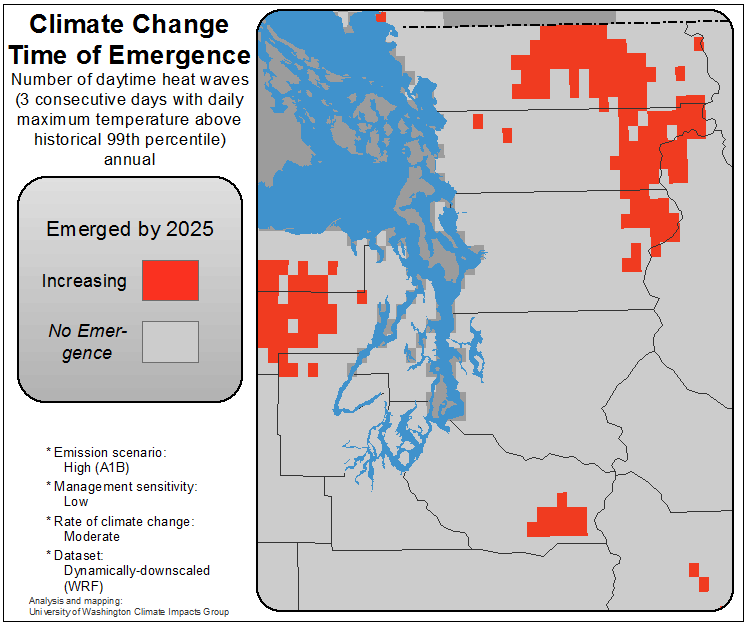 Climate Change
Time of Emergence
Number of daytime heat waves
(3 consecutive days with daily
maximum temperature above
historical 99th percentile)
annual
Emerged by 2025
Increasing
No Emer-
gence
* Emission scenario:
High (A1B)
* Management sensitivity:
Low
* Rate of climate change:
Moderate
* Dataset:
Dynamically-downscaled
(WRF)
Analysis and mapping:
University of Washington Climate Impacts Group